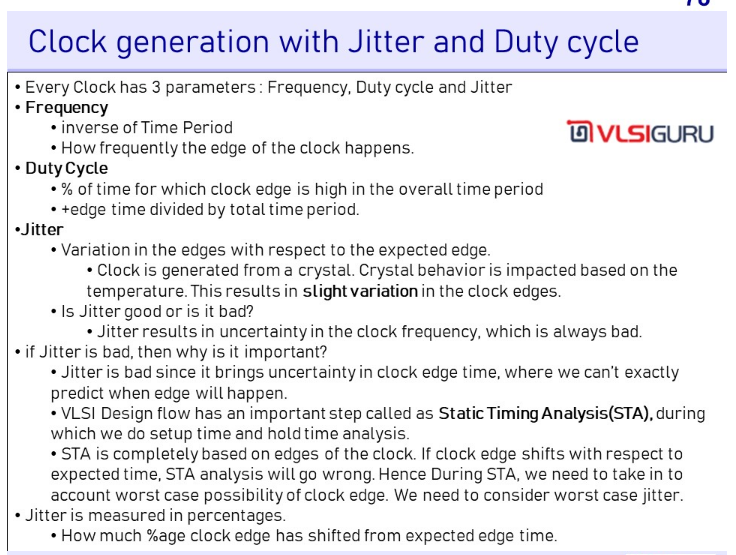 Clock generation with Jitter and Duty cycle
• Every Clock has 3 parameters : Frequency, Duty cycle and Jitter
• Frequency
• inverse of Time Period
• How frequently the edge of the clock happens.
VLSIGURU
• Duty Cycle
• % of time for which clock edge is high in the overall time period
• +edge time divided by total time period.
•Jitter
• Variation in the edges with respect to the expected edge.
• Clock is generated from a crystal. Crystal behavior is impacted based on the
temperature. This results in slight variation in the clock edges.
• Is Jitter good or is it bad?
• Jitter results in uncertainty in the clock frequency, which is always bad.
• if Jitter is bad, then why is it important?
• Jitter is bad since it brings uncertainty in clock edge time, where we can't exactly
predict when edge will happen.
• VLSI Design flow has an important step called as Static Timing Analysis(STA), during
which we do setup time and hold time analysis.
• STA is completely based on edges of the clock. If clock edge shifts with respect to
expected time, STA analysis will go wrong. Hence During STA, we need to take in to
account worst case possibility of clock edge. We need to consider worst case jitter.
• Jitter is measured in percentages.
• How much %age clock edge has shifted from expected edge time.